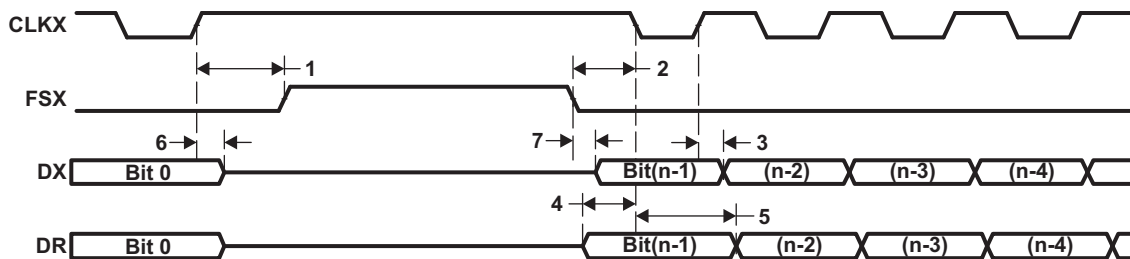 CLKX
1 2
FSX
6 7 3
DX Bit 0 Bit(n-1) (n-2) (n-3) (n-4)
4 5
DR Bit 0 Bit(n-1) (n-2) (n-3) (n-4)